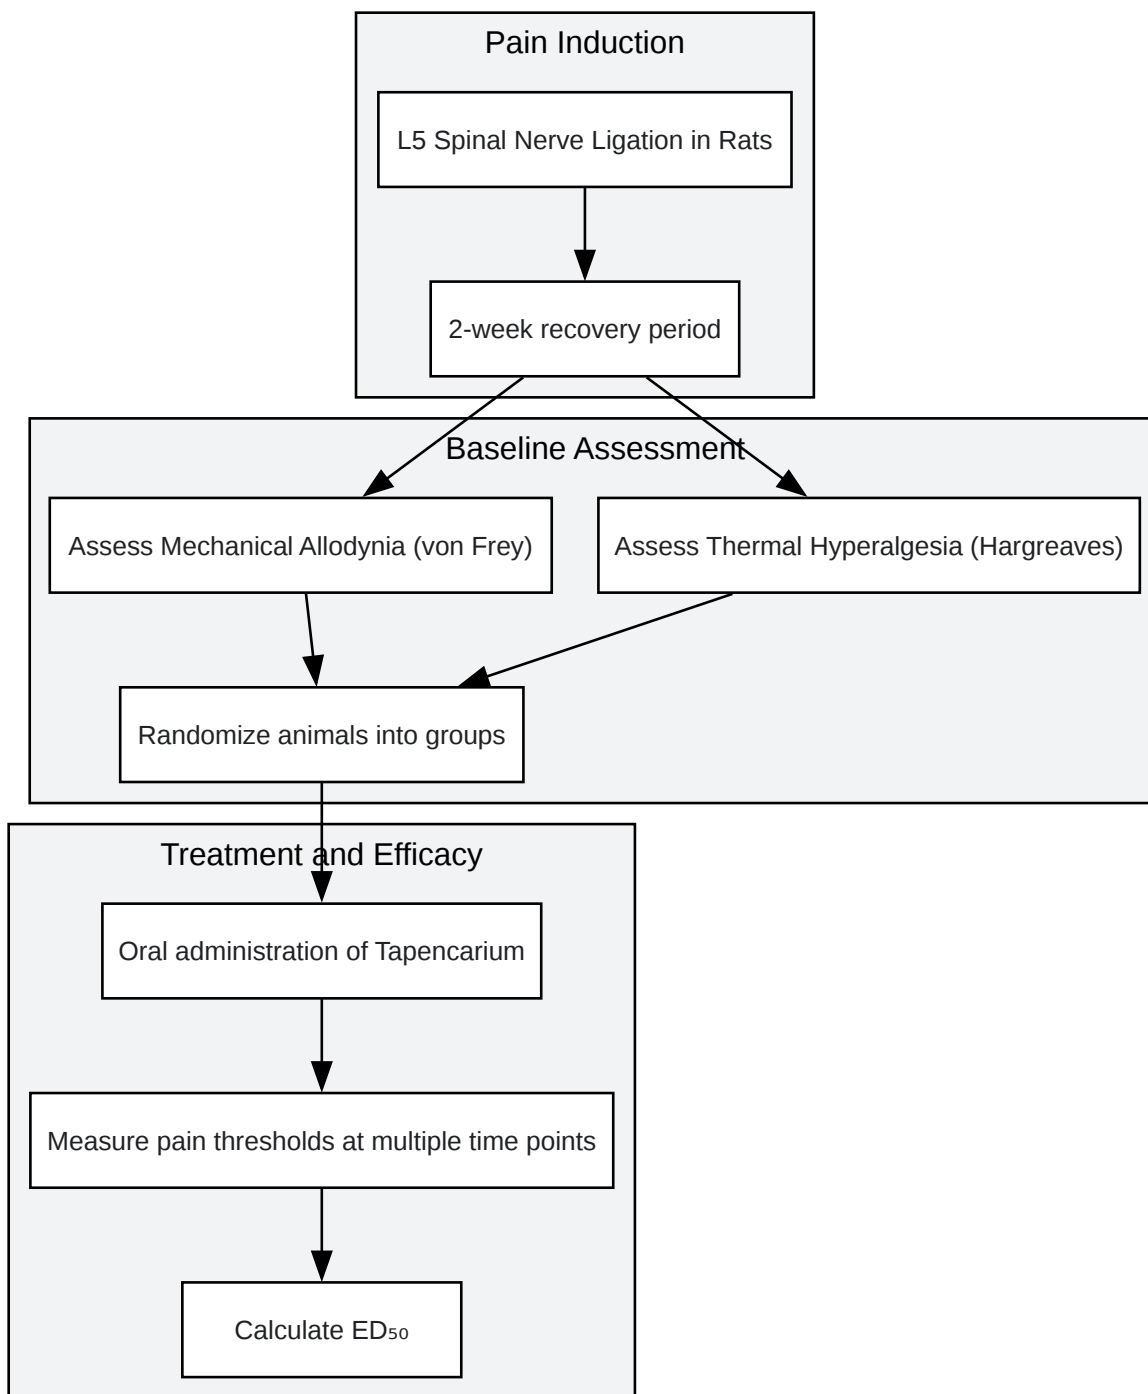 Pain Induction
L5 Spinal Nerve Ligation in Rats
2-week recovery period
Baseline Assessment
Assess Mechanical Allodynia (von Frey)
Assess Thermal Hyperalgesia (Hargreaves)
Randomize animals into groups
Treatment and Efficacy
Oral administration of Tapencarium
Measure pain thresholds at multiple time points
Calculate ED₅₀